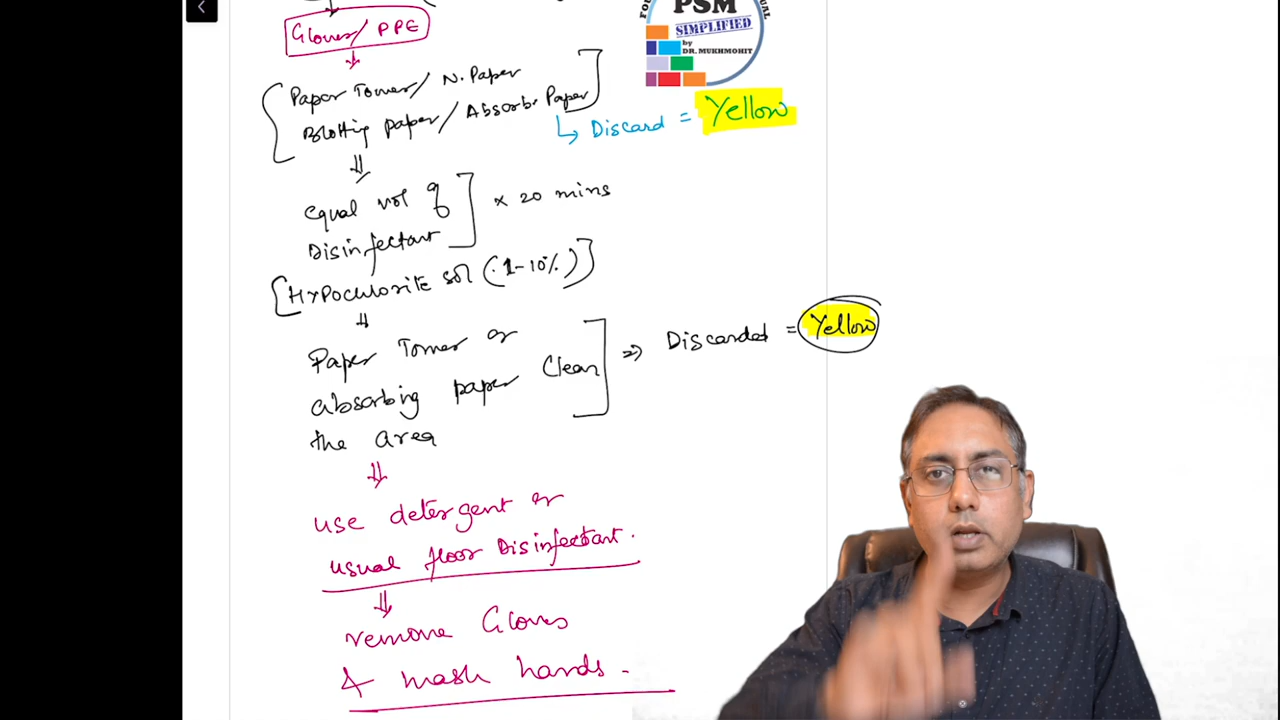 Gloves/ PPE
PSM
SIMPLIFIED
by
DR. MUKHMOHIT
Paper Towel/ N. Paper
Blotting paper/ Absorb. Paper
↳ Discard = Yellow
Equal vol of
Disinfectant
x 20 mins
[Hypochlorite sol (.1-10%)]
Paper Towel or
absorbing paper Clean
the area
=> Discarded = Yellow
use detergent or
usual floor Disinfectant.
remove Gloves
& wash hands.